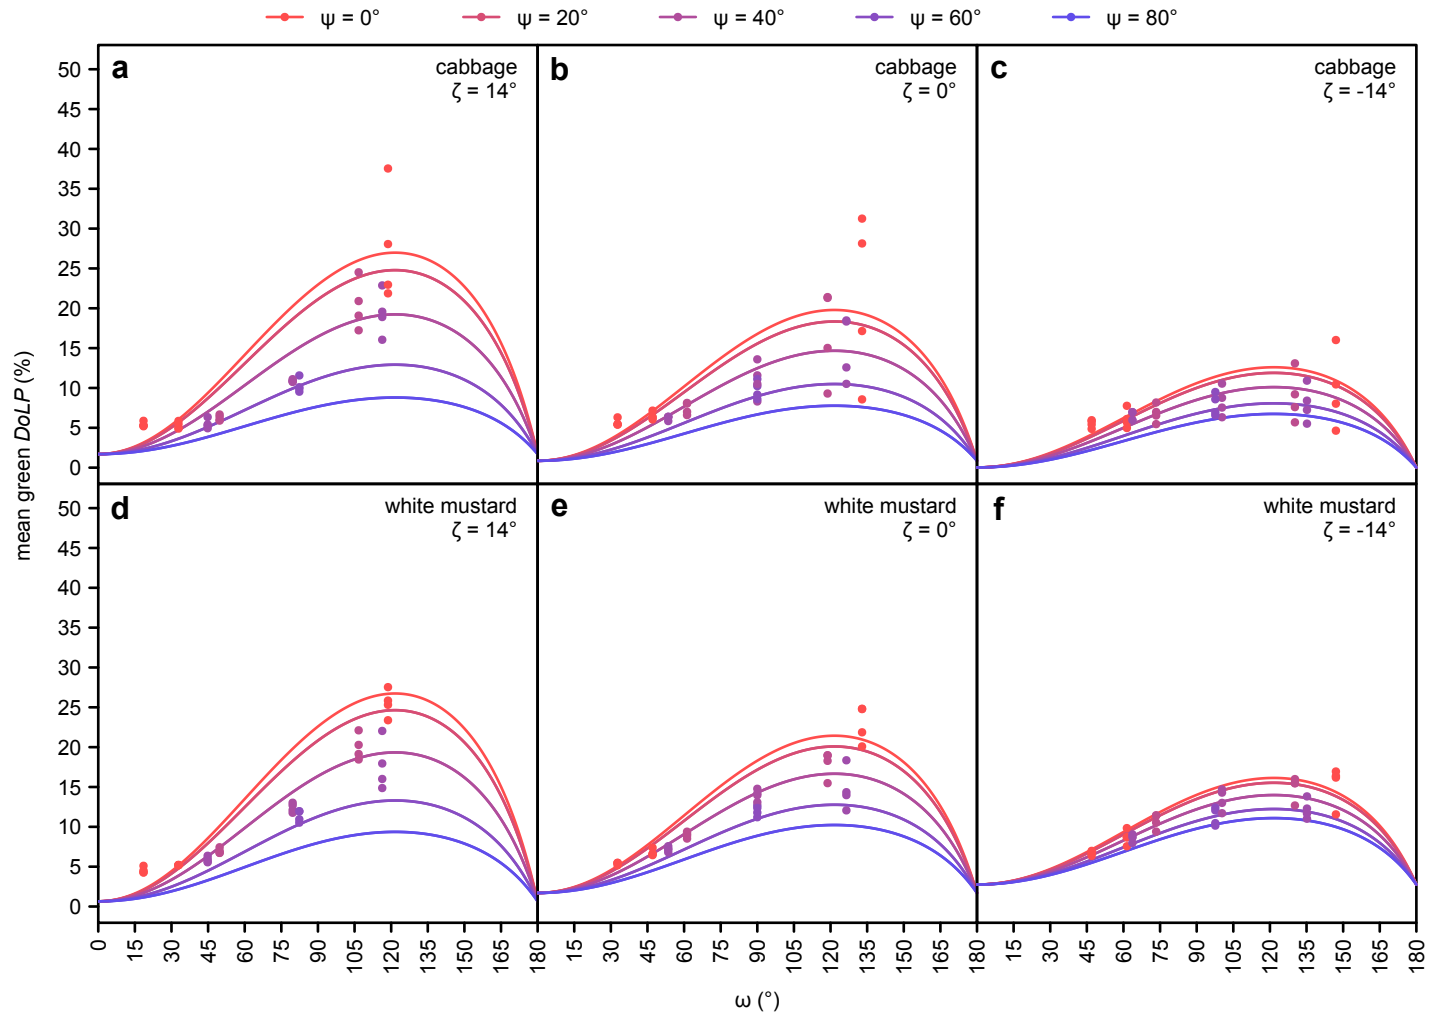 ψ = 0° ψ = 20° ψ = 40° ψ = 60° ψ = 80°
a cabbage
ζ = 14°
b cabbage
ζ = 0°
c cabbage
ζ = -14°
50
45
40
35
30
25
20
15
10
5
0
mean green DoLP (%)
d white mustard
ζ = 14°
e white mustard
ζ = 0°
f white mustard
ζ = -14°
50
45
40
35
30
25
20
15
10
5
0
0 15 30 45 60 75 90 105 120 135 150 165 180 15 30 45 60 75 90 105 120 135 150 165 180 15 30 45 60 75 90 105 120 135 150 165 180
ω (°)